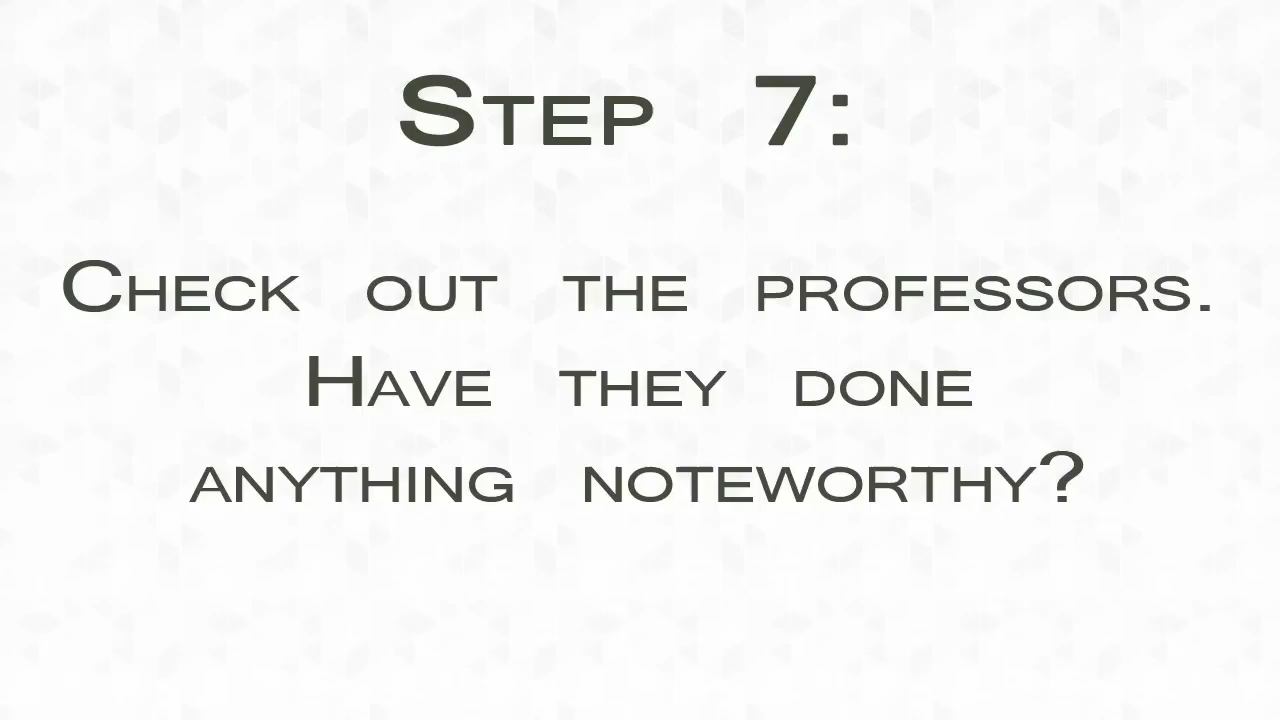 Step 7:
Check out the professors.
Have they done
anything noteworthy?